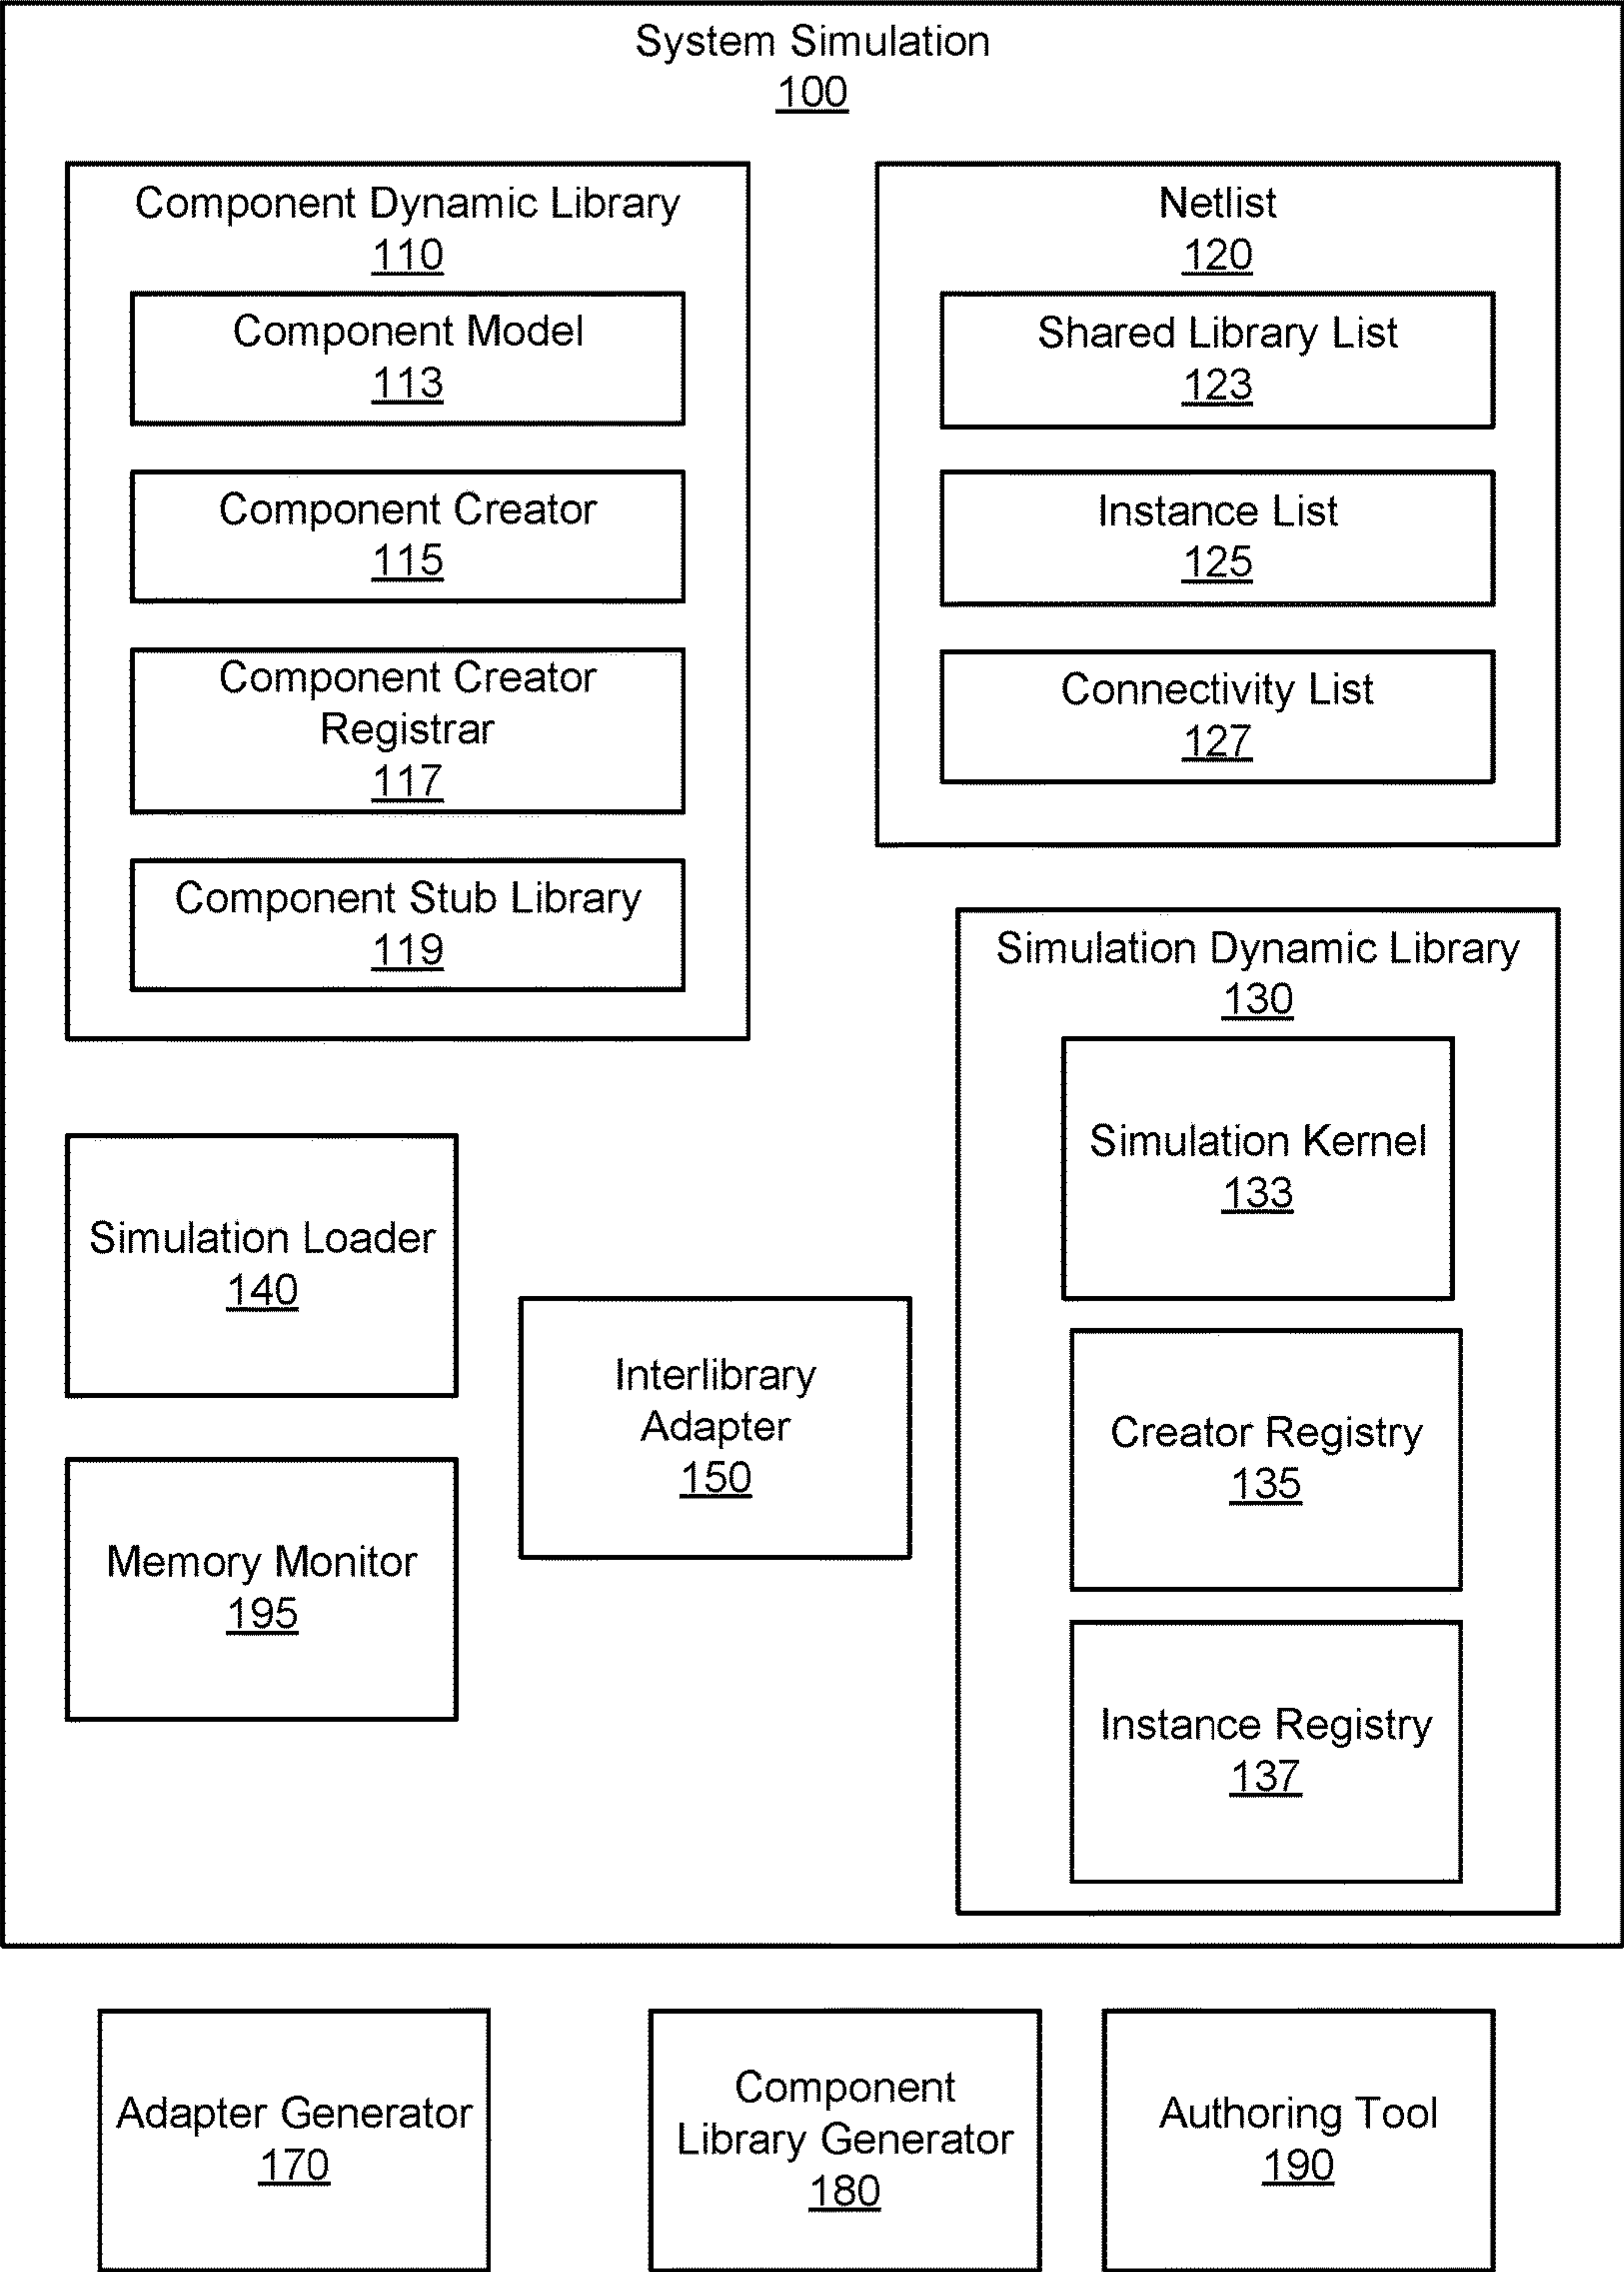 System Simulation
100
Component Dynamic Library
110
Component Model
113
Component Creator
115
Component Creator
Registrar
117
Component Stub Library
119
Netlist
120
Shared Library List
123
Instance List
125
Connectivity List
127
Simulation Dynamic Library
130
Simulation Kernel
133
Creator Registry
135
Instance Registry
137
Simulation Loader
140
Interlibrary
Adapter
150
Memory Monitor
195
Adapter Generator
170
Component
Library Generator
180
Authoring Tool
190